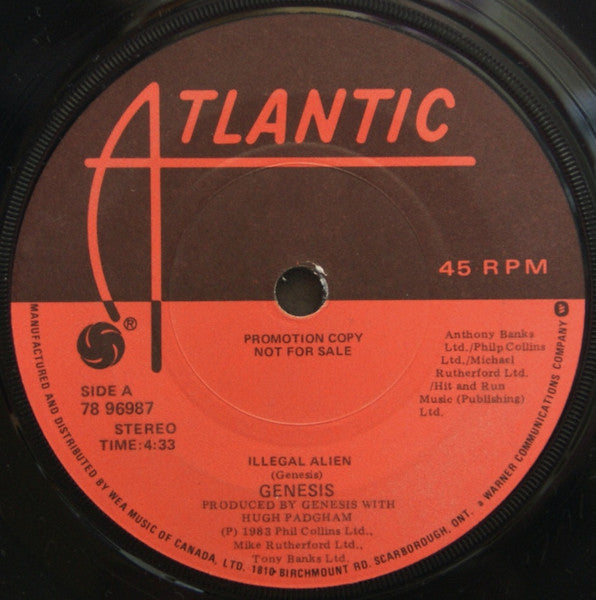 ATLANTIC
45 RPM
®
PROMOTION COPY
NOT FOR SALE
Anthony Banks
Ltd./Philp Collins
Ltd./Michael
Rutherford Ltd.
/Hit and Run
Music (Publishing)
Ltd.
SIDE A
78 96987
STEREO
TIME:4:33
ILLEGAL ALIEN
(Genesis)
GENESIS
PRODUCED BY GENESIS WITH
HUGH PADGHAM
(P) 1983 Phil Collins Ltd.,
Mike Rutherford Ltd.,
Tony Banks Ltd.
MANUFACTURED AND DISTRIBUTED BY WEA MUSIC OF CANADA, LTD. 1810 BIRCHMOUNT RD. SCARBOROUGH, ONT. a WARNER COMMUNICATIONS COMPANY